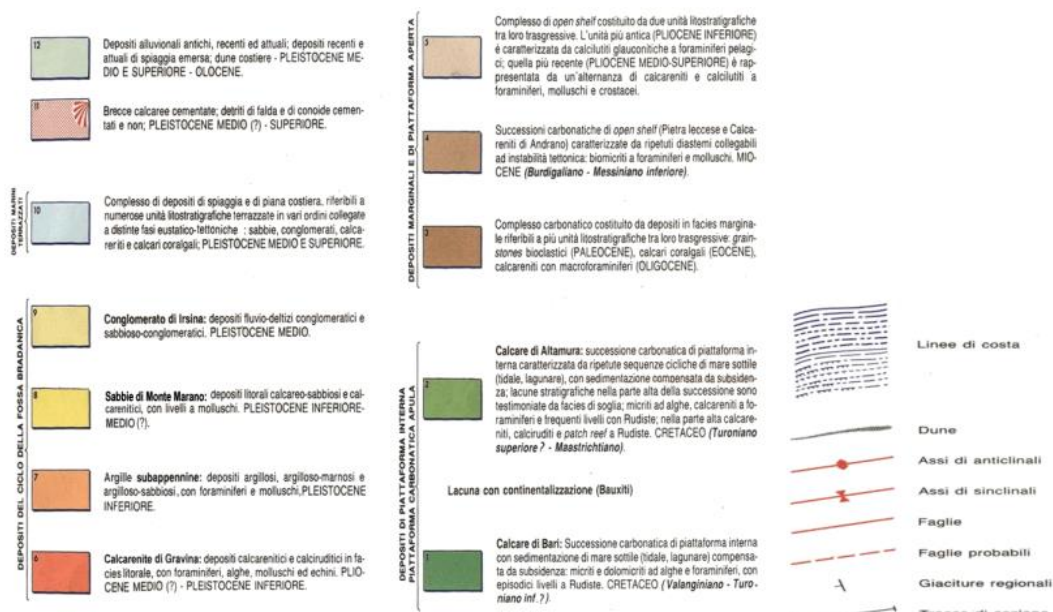 12
Depositi alluvionali antichi, recenti ed attuali; depositi recenti e
attuali di spiaggia emersa; dune costiere - PLEISTOCENE ME-
DIO E SUPERIORE - OLOCENE.
11
Brecce calcaree cementate; detriti di falda e di conoide cemen-
tati e non; PLEISTOCENE MEDIO (?) - SUPERIORE.
DEPOSITI MARINI
TERRAZZATI
10
Complesso di depositi di spiaggia e di piana costiera, riferibili a
numerose unità litostratigrafiche terrazzate in vari ordini collegate
a distinte fasi eustatico-tettoniche : sabbie, conglomerati, calca-
reriti e calcari coralgali; PLEISTOCENE MEDIO E SUPERIORE.
DEPOSITI DEL CICLO DELLA FOSSA BRADANICA
9
Conglomerato di Irsina: depositi fluvio-deltizi conglomeratici e
sabbioso-conglomeratici. PLEISTOCENE MEDIO.
8
Sabbie di Monte Marano: depositi litorali calcareo-sabbiosi e cal-
carenitici, con livelli a molluschi. PLEISTOCENE INFERIORE-
MEDIO (?).
7
Argille subappennine: depositi argillosi, argilloso-marnosi e
argilloso-sabbiosi, con foraminiferi e molluschi, PLEISTOCENE
INFERIORE.
6
Calcarenite di Gravina: depositi calcarenitici e calciruditici in fa-
cies litorale, con foraminiferi, alghe, molluschi ed echini. PLIO-
CENE MEDIO (?) - PLEISTOCENE INFERIORE.
DEPOSITI MARGINALI E DI PIATTAFORMA APERTA
Complesso di open shelf costituito da due unità litostratigrafiche
tra loro trasgressive. L'unità più antica (PLIOCENE INFERIORE)
è caratterizzata da calcilutiti glauconitiche a foraminiferi pelagi-
ci; quella più recente (PLIOCENE MEDIO-SUPERIORE) è rap-
presentata da un'alternanza di calcareniti e calcilutiti a
foraminiferi, molluschi e crostacei.
4
Successioni carbonatiche di open shelf (Pietra leccese e Calca-
reniti di Andrano) caratterizzate da ripetuti diastemi collegabili
ad instabilità tettonica: biomicriti a foraminiferi e molluschi. MIO-
CENE (Burdigaliano - Messiniano inferiore).
3
Complesso carbonatico costituito da depositi in facies margina-
le riferibili a più unità litostratigrafiche tra loro trasgressive: grain-
stones bioclastici (PALEOCENE), calcari coralgali (EOCENE),
calcareniti con macroforaminiferi (OLIGOCENE).
DEPOSITI DI PIATTAFORMA INTERNA
PIATTAFORMA CARBONATICA APULA
2
Calcare di Altamura: successione carbonatica di piattaforma in-
terna caratterizzata da ripetute sequenze cicliche di mare sottile
(tidale, lagunare), con sedimentazione compensata da subsiden-
za; lacune stratigrafiche nella parte alta della successione sono
testimoniate da facies di soglia; micriti ad alghe, calcareniti a fo-
raminiferi e frequenti livelli con Rudiste; nella parte alta calcare-
niti, calciruditi e patch reef a Rudiste. CRETACEO (Turoniano
superiore ? - Maastrichtiano).
Lacuna con continentalizzazione (Bauxiti)
1
Calcare di Bari: Successione carbonatica di piattaforma interna
con sedimentazione di mare sottile (tidale, lagunare) compensa-
ta da subsidenza: micriti e dolomicriti ad alghe e foraminiferi, con
episodici livelli a Rudiste. CRETACEO (Valanginiano - Turo-
niano inf. ?).
Linee di costa
Dune
Assi di anticlinali
Assi di sinclinali
Faglie
Faglie probabili
Giaciture regionali